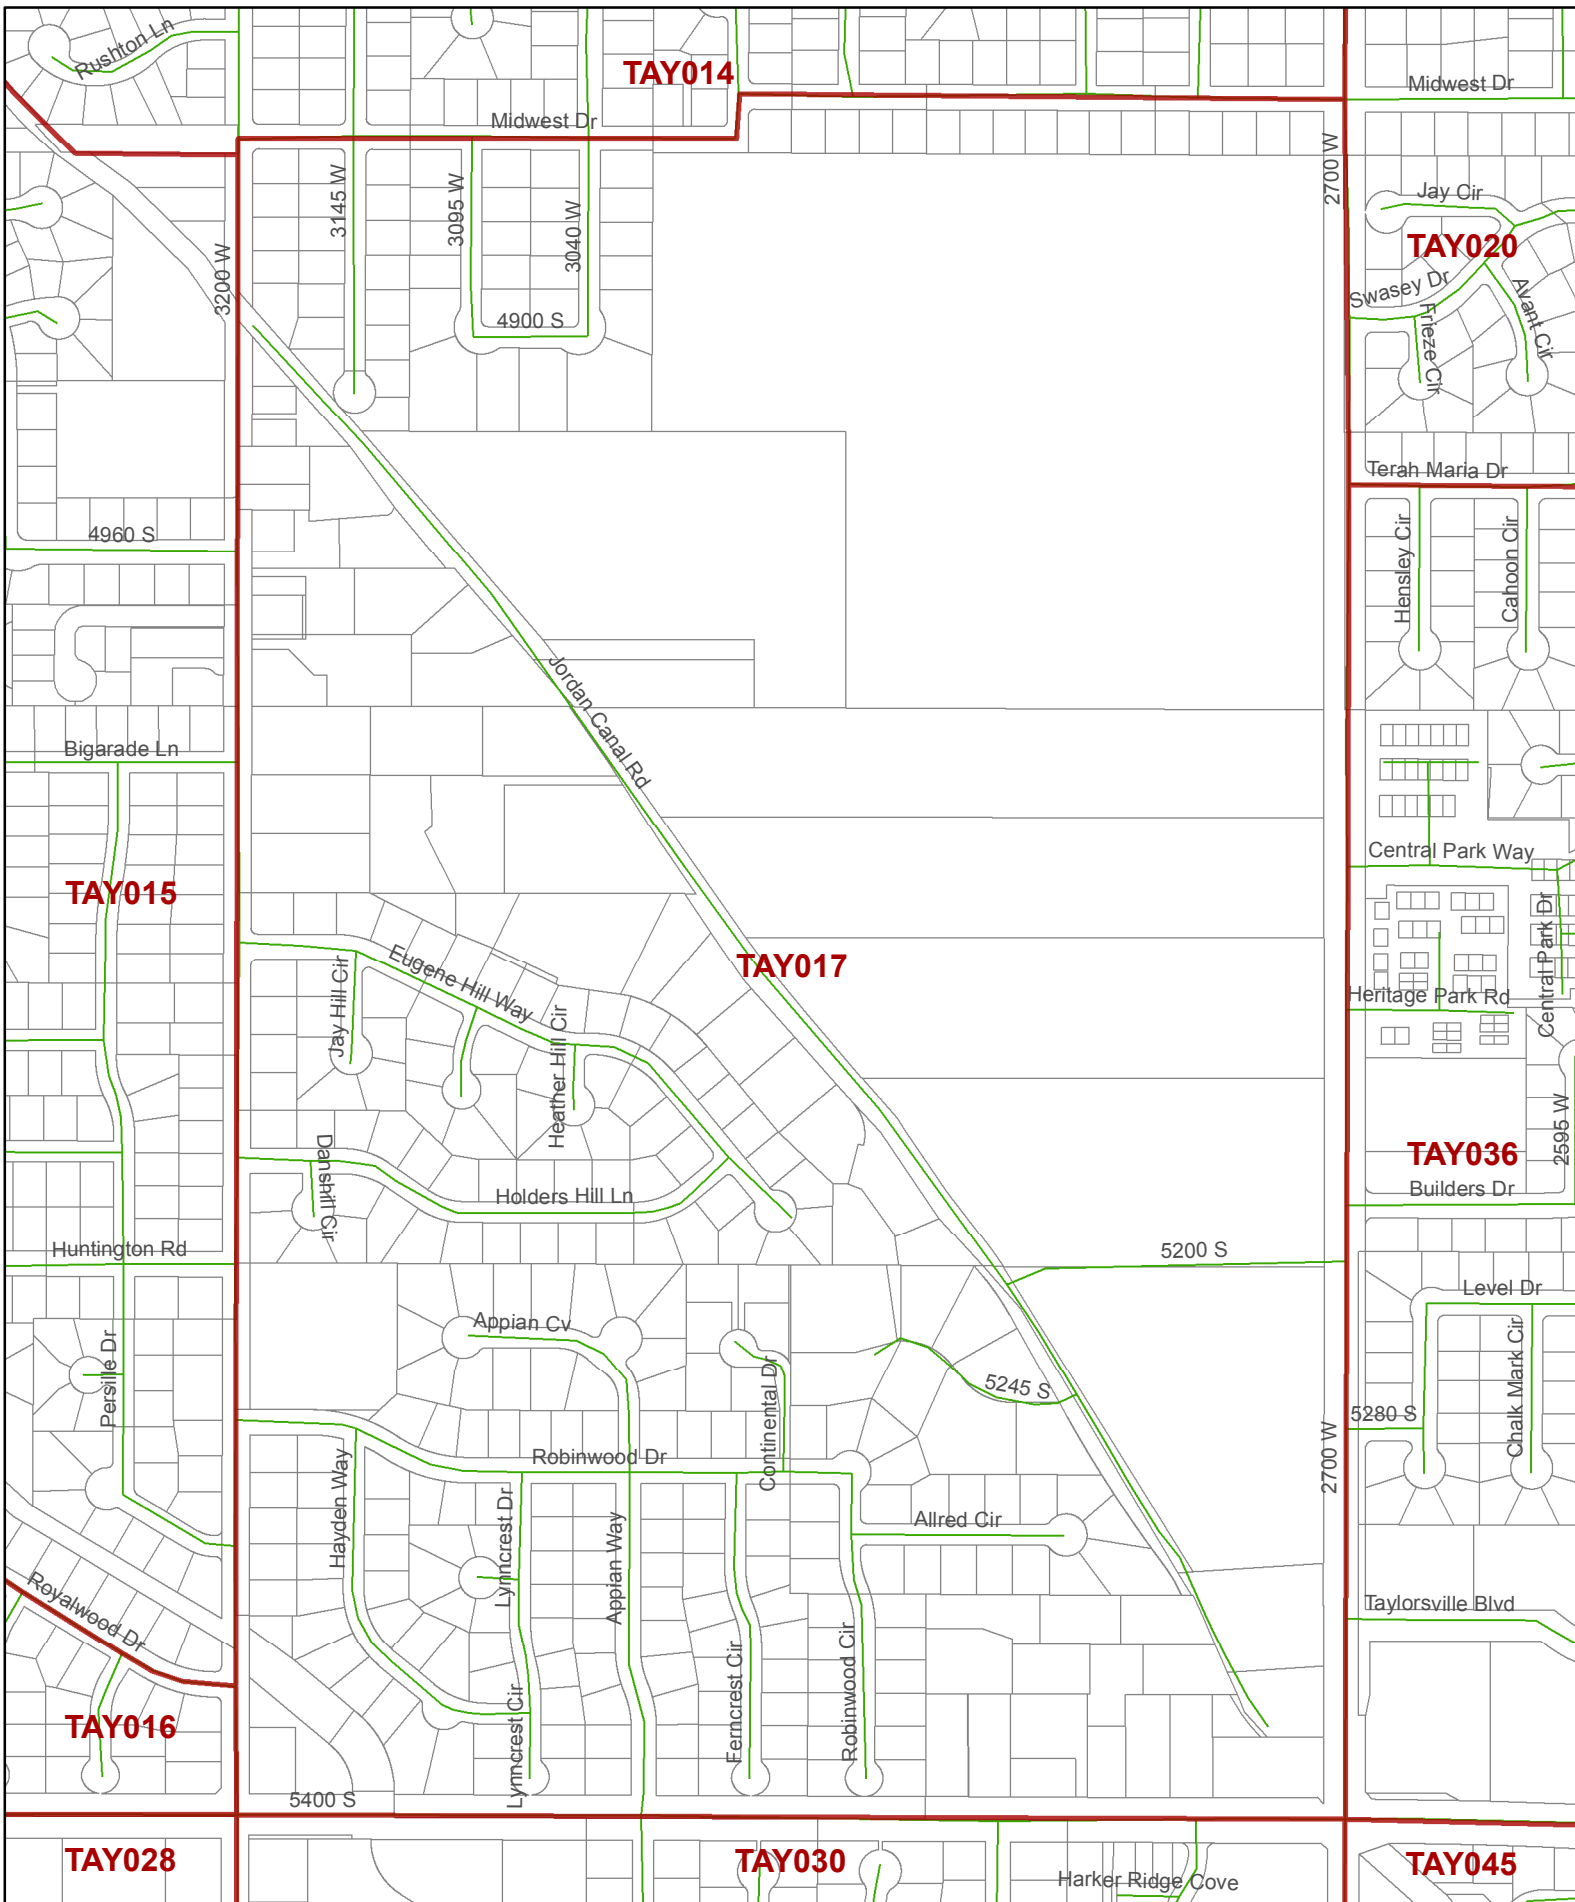 Rushton Ln
TAY014
Midwest Dr
Midwest Dr
3145 W
3095 W
3040 W
2700 W
Jay Cir
TAY020
3200 W
Swasey Dr
Avant Cir
Frieze Cir
4900 S
Terah Maria Dr
4960 S
Hensley Cir
Cahoon Cir
Jordan Canal Rd
Bigarade Ln
Central Park Way
TAY015
Central Park Dr
Eugene Hill Way
TAY017
Jay Hill Cir
Heritage Park Rd
Heather Hill Cir
2595 W
TAY036
Danshill Cir
Holders Hill Ln
Builders Dr
Huntington Rd
5200 S
Level Dr
Appian Cv
Persille Dr
Continental Dr
5245 S
Chalk Mark Cir
5280 S
2700 W
Robinwood Dr
Hayden Way
Lynncrest Dr
Appian Way
Allred Cir
Royalwood Dr
Taylorsville Blvd
Ferncrest Cir
Robinwood Cir
Lynncrest Cir
TAY016
5400 S
TAY028
TAY030
TAY045
Harker Ridge Cove